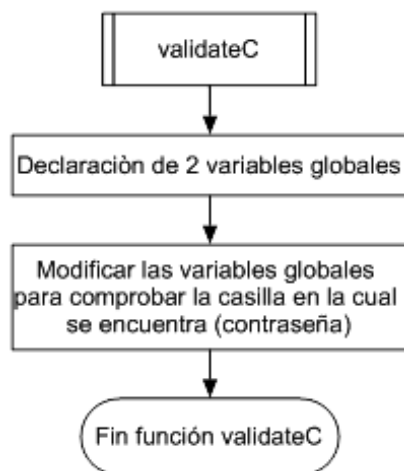 validateC
Declaraciòn de 2 variables globales
Modificar las variables globales
para comprobar la casilla en la cual
se encuentra (contraseña)
Fin función validateC